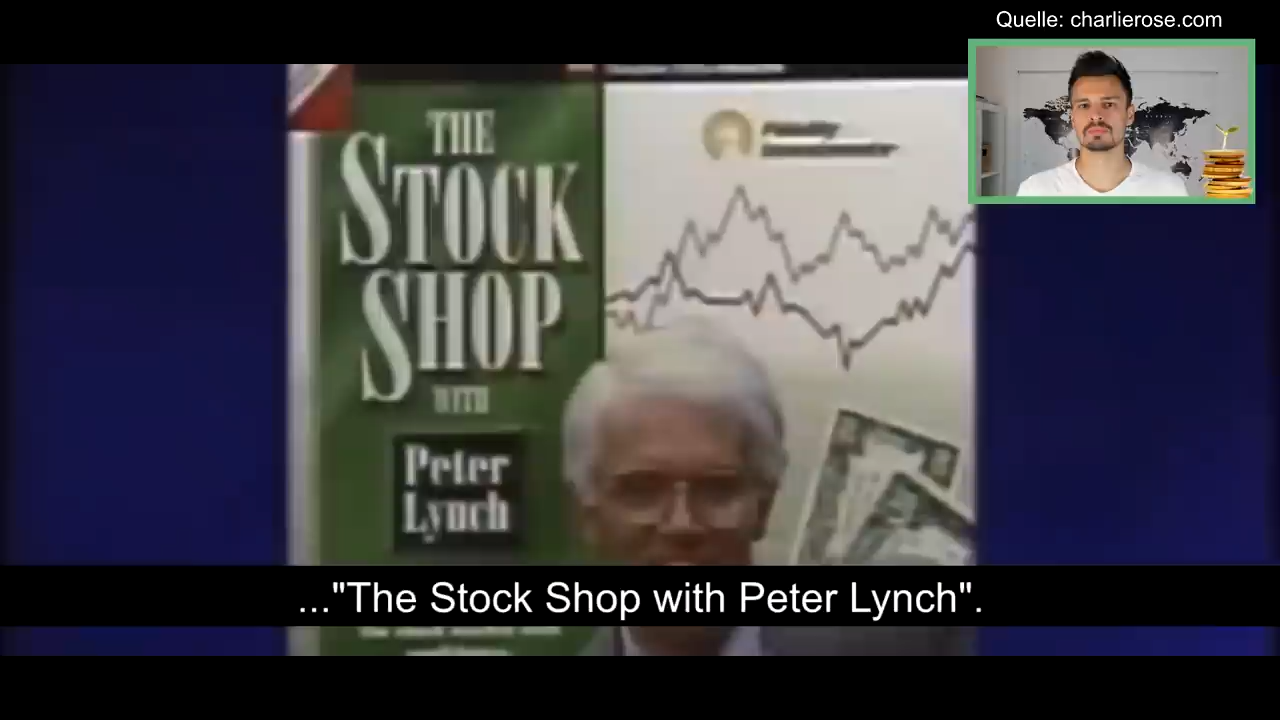 Quelle: charlierose.com
THE
STOCK
SHOP
WITH
Peter
Lynch
..."The Stock Shop with Peter Lynch".